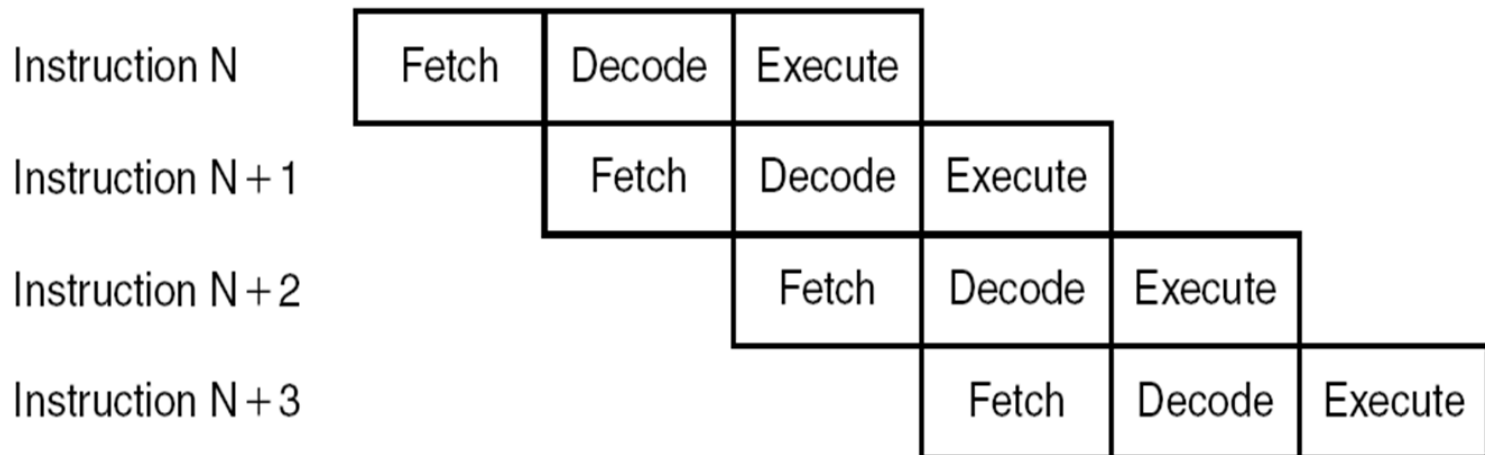 Instruction N Fetch Decode Execute
Instruction N+1 Fetch Decode Execute
Instruction N+2 Fetch Decode Execute
Instruction N+3 Fetch Decode Execute